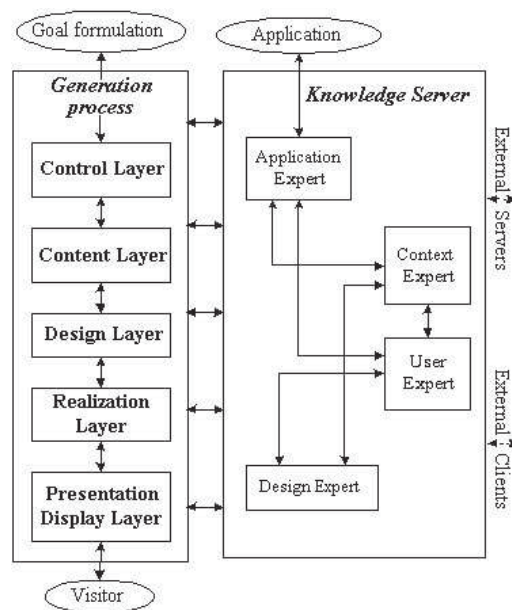 Goal formulation
Application
Generation
process
Control Layer
Content Layer
Design Layer
Realization
Layer
Presentation
Display Layer
Visitor
Knowledge Server
Application
Expert
Context
Expert
User
Expert
Design Expert
External
Servers
External
Clients